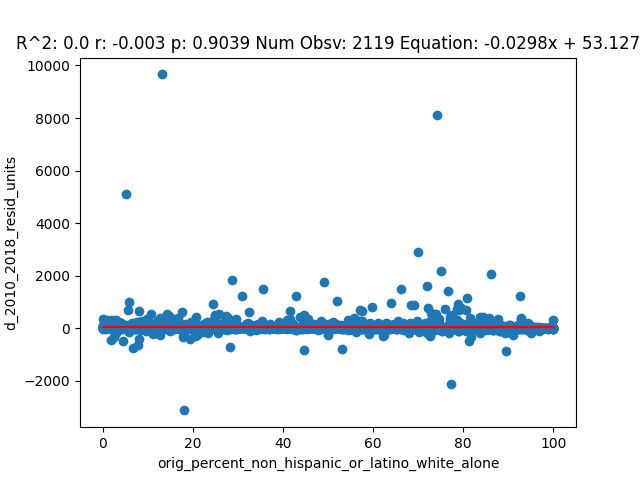 R^2: 0.0 r: -0.003 p: 0.9039 Num Obsv: 2119 Equation: -0.0298x + 53.127
10000
8000
6000
4000
2000
0
−2000
d_2010_2018_resid_units
0 20 40 60 80 100
orig_percent_non_hispanic_or_latino_white_alone